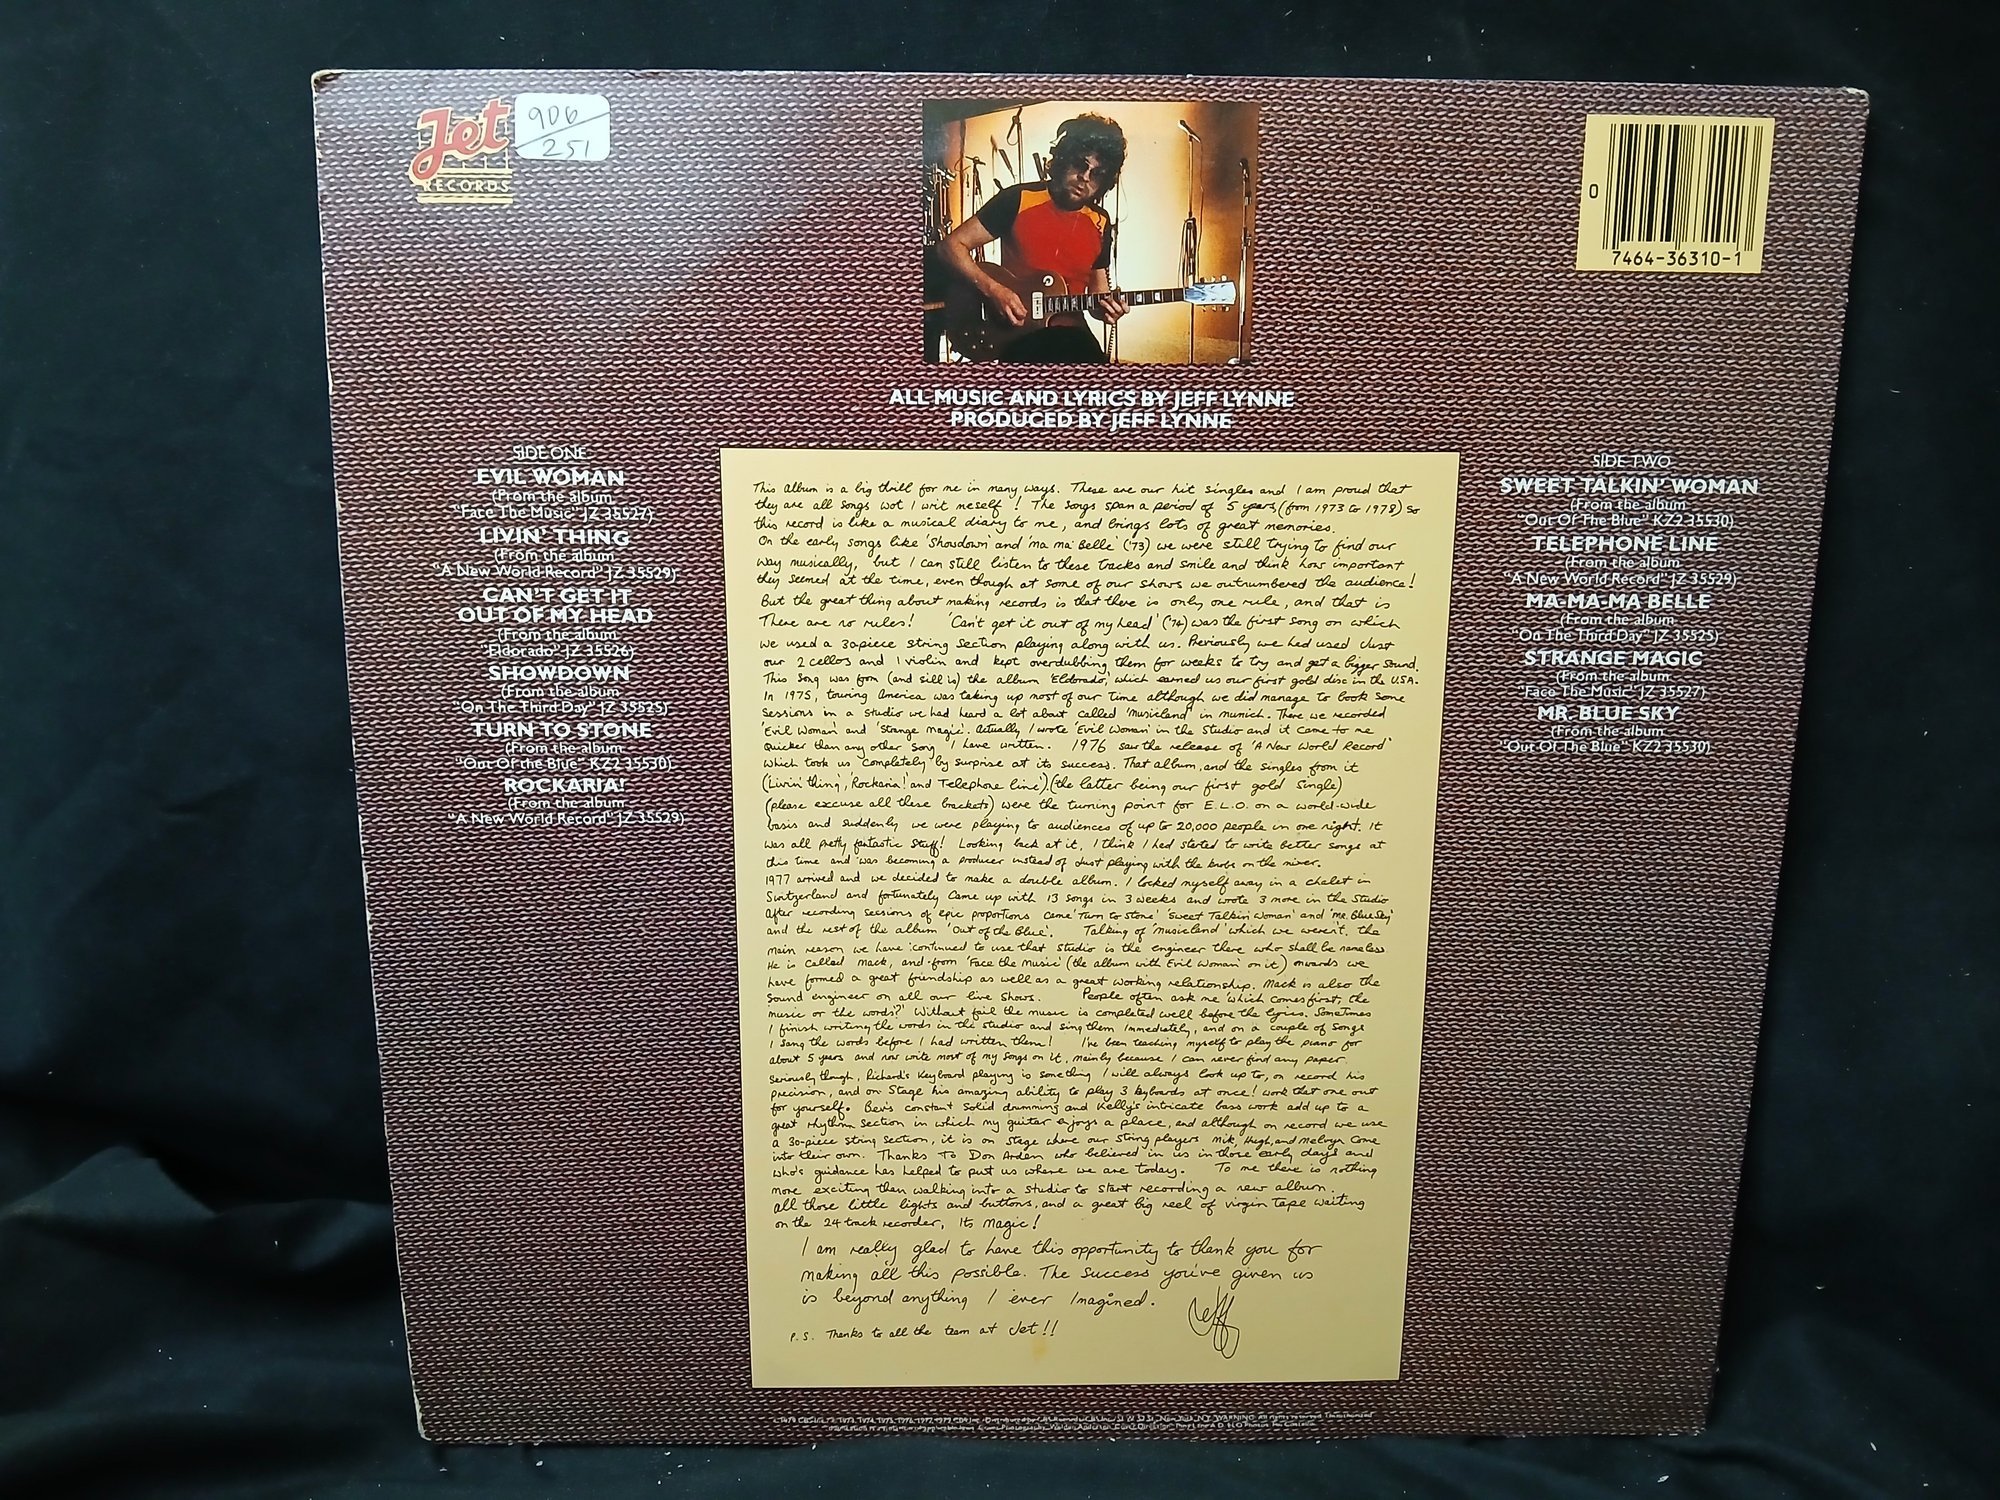 Jet
RECORDS
906
251
0
7464-36310-1
ALL MUSIC AND LYRICS BY JEFF LYNNE
PRODUCED BY JEFF LYNNE
SIDE ONE
EVIL WOMAN
(From the album
"Face The Music" JZ 35527)
LIVIN' THING
(From the album
"A New World Record" JZ 35529)
CAN'T GET IT
OUT OF MY HEAD
(From the album
"Eldorado" JZ 35526)
SHOWDOWN
(From the album
"On The Third Day" JZ 35525)
TURN TO STONE
(From the album
"Out Of the Blue" KZ2 35530)
ROCKARIA!
(From the album
"A New World Record" JZ 35529)
This album is a big thrill for me in many ways. These are our hit singles and I am proud that
they are all songs wot I writ meself! The songs span a period of 5 years (from 1973 to 1978) so
this record is like a musical diary to me, and brings lots of great memories.
On the early songs like 'Showdown' and 'ma ma Belle' ('73) we were still trying to find our
way musically, but I can still listen to these tracks and smile and think how important
they seemed at the time, even though at some of our shows we outnumbered the audience!
But the great thing about making records is that there is only one rule, and that is
There are no rules! 'Can't get it out of my head' ('74) was the first song on which
we used a 30piece string section playing along with us. Previously we had used Just
our 2 cellos and 1 violin and kept overdubbing them for weeks to try and get a bigger sound.
This song was from (and sill is) the album 'Eldorado', which earned us our first gold disc in the U.S.A.
In 1975, touring America was taking up most of our time although we did manage to book some
sessions in a studio we had heard a lot about called 'Musicland' in munich. There we recorded
'Evil Woman' and 'Strange Magic'. Actually I wrote 'Evil Woman' in the studio and it came to me
quicker than any other song I have written. 1976 saw the release of 'A New World Record'
which took us completely by surprise at its success. That album, and the singles from it
(Livin' thing', 'Rockaria!' and Telephone line').(the latter being our first gold single)
(please excuse all these brackets) were the turning point for E.L.O. on a world-wide
basis and suddenly we were playing to audiences of up to 20,000 people in one night. It
was all pretty fantastic stuff! Looking back at it, I think I had started to write better songs at
this time and was becoming a producer instead of Just playing with the knobs on the mixer.
1977 arrived and we decided to make a double album. I locked myself away in a chalet in
Switzerland and fortunately came up with 13 songs in 3 weeks and wrote 3 more in the studio
After recording sessions of epic proportions came 'Turn to Stone' 'Sweet Talkin Woman' and 'Mr. Blue Sky'
and the rest of the album 'Out of the Blue'. Talking of 'Musicland' which we weren't, the
main reason we have continued to use that studio is the engineer there who shall be nameless.
He is called Mack, and from 'Face the Music' (the album with Evil Woman' on it) onwards we
have formed a great friendship as well as a great working relationship. Mack is also the
sound engineer on all our live shows. People often ask me 'which comes first, the
music or the words?' Without fail the music is completed well before the lyrics. Sometimes
I finish writing the words in the studio and sing them immediately, and on a couple of songs
I sang the words before I had written them! I've been teaching myself to play the piano for
about 5 years and now write most of my songs on it, mainly because I can never find any paper.
Seriously though, Richard's keyboard playing is something I will always look up to, on record his
precision, and on stage his amazing ability to play 3 keyboards at once! work that one out
for yourself. Bev's constant solid drumming and Kelly's intricate bass work add up to a
great rhythm section in which my guitar enjoys a place, and although on record we use
a 30-piece string section, it is on stage where our string players Mik, Hugh, and Melvyn come
into their own. Thanks to Don Arden who believed in us in those early days and
who's guidance has helped to put us where we are today. To me there is nothing
more exciting then walking into a studio to start recording a new album.
all those little lights and buttons, and a great big reel of virgin tape waiting
on the 24 track recorder, Its Magic!
I am really glad to have this opportunity to thank you for
making all this possible. The success you've given us
is beyond anything I ever Imagined.
Jeff
P.S. Thanks to all the team at Jet!!
SIDE TWO
SWEET TALKIN' WOMAN
(From the album
"Out Of The Blue" KZ2 35530)
TELEPHONE LINE
(From the album
"A New World Record" JZ 35529)
MA-MA-MA BELLE
(From the album
"On The Third Day" JZ 35525)
STRANGE MAGIC
(From the album
"Face The Music" JZ 35527)
MR. BLUE SKY
(From the album
"Out Of The Blue" KZ2 35530)